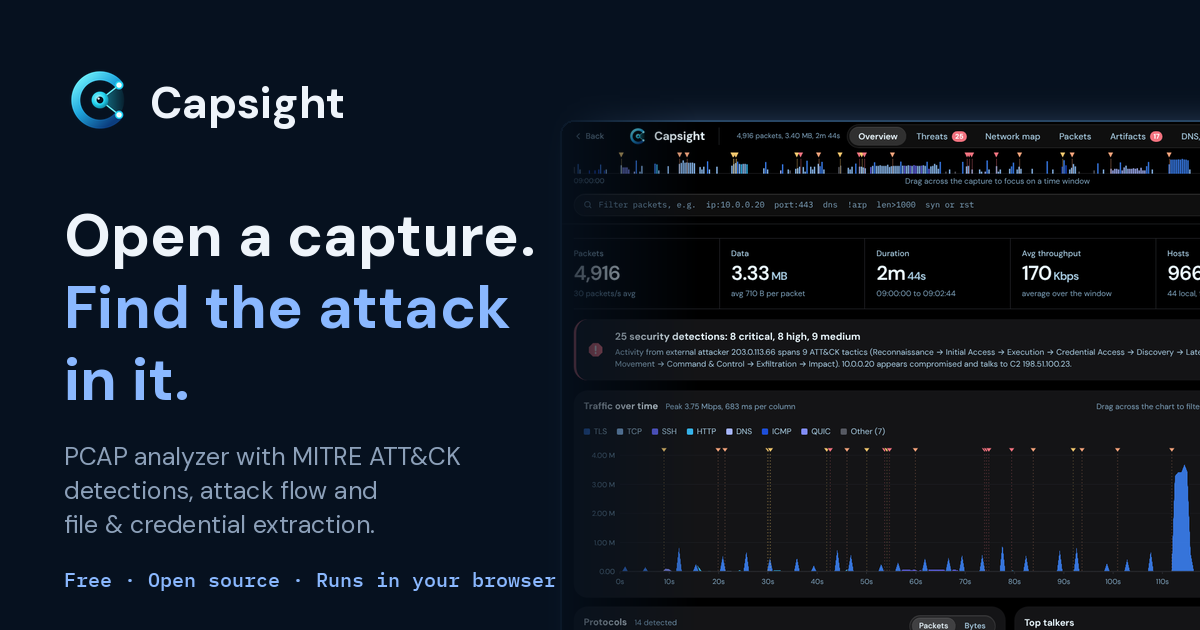 Capsight
Open a capture.
Find the attack
in it.
PCAP analyzer with MITRE ATT&CK
detections, attack flow and
file & credential extraction.
Free · Open source · Runs in your browser
Back
Capsight
4,916 packets, 3.40 MB, 2m 44s
Overview
Threats 25
Network map
Packets
Artifacts 17
DNS,
09:00:00
Drag across the capture to focus on a time window
Filter packets, e.g. ip:10.0.0.20 port:443 dns !arp len>1000 syn or rst
Packets
4,916
30 packets/s avg
Data
3.33 MB
avg 710 B per packet
Duration
2m 44s
09:00:00 to 09:02:44
Avg throughput
170 Kbps
average over the window
Hosts
966
44 local,
25 security detections: 8 critical, 8 high, 9 medium
Activity from external attacker 203.0.113.66 spans 9 ATT&CK tactics (Reconnaissance → Initial Access → Execution → Credential Access → Discovery → Late
Movement → Command & Control → Exfiltration → Impact). 10.0.0.20 appears compromised and talks to C2 198.51.100.23.
Traffic over time Peak 3.75 Mbps, 683 ms per column
Drag across the chart to filte
TLS TCP SSH HTTP DNS ICMP QUIC Other (7)
4.00 M
3.00 M
2.00 M
1.00 M
0.00
0s 10s 20s 30s 40s 50s 60s 70s 80s 90s 100s 110s
Protocols 14 detected
Packets Bytes
Top talkers